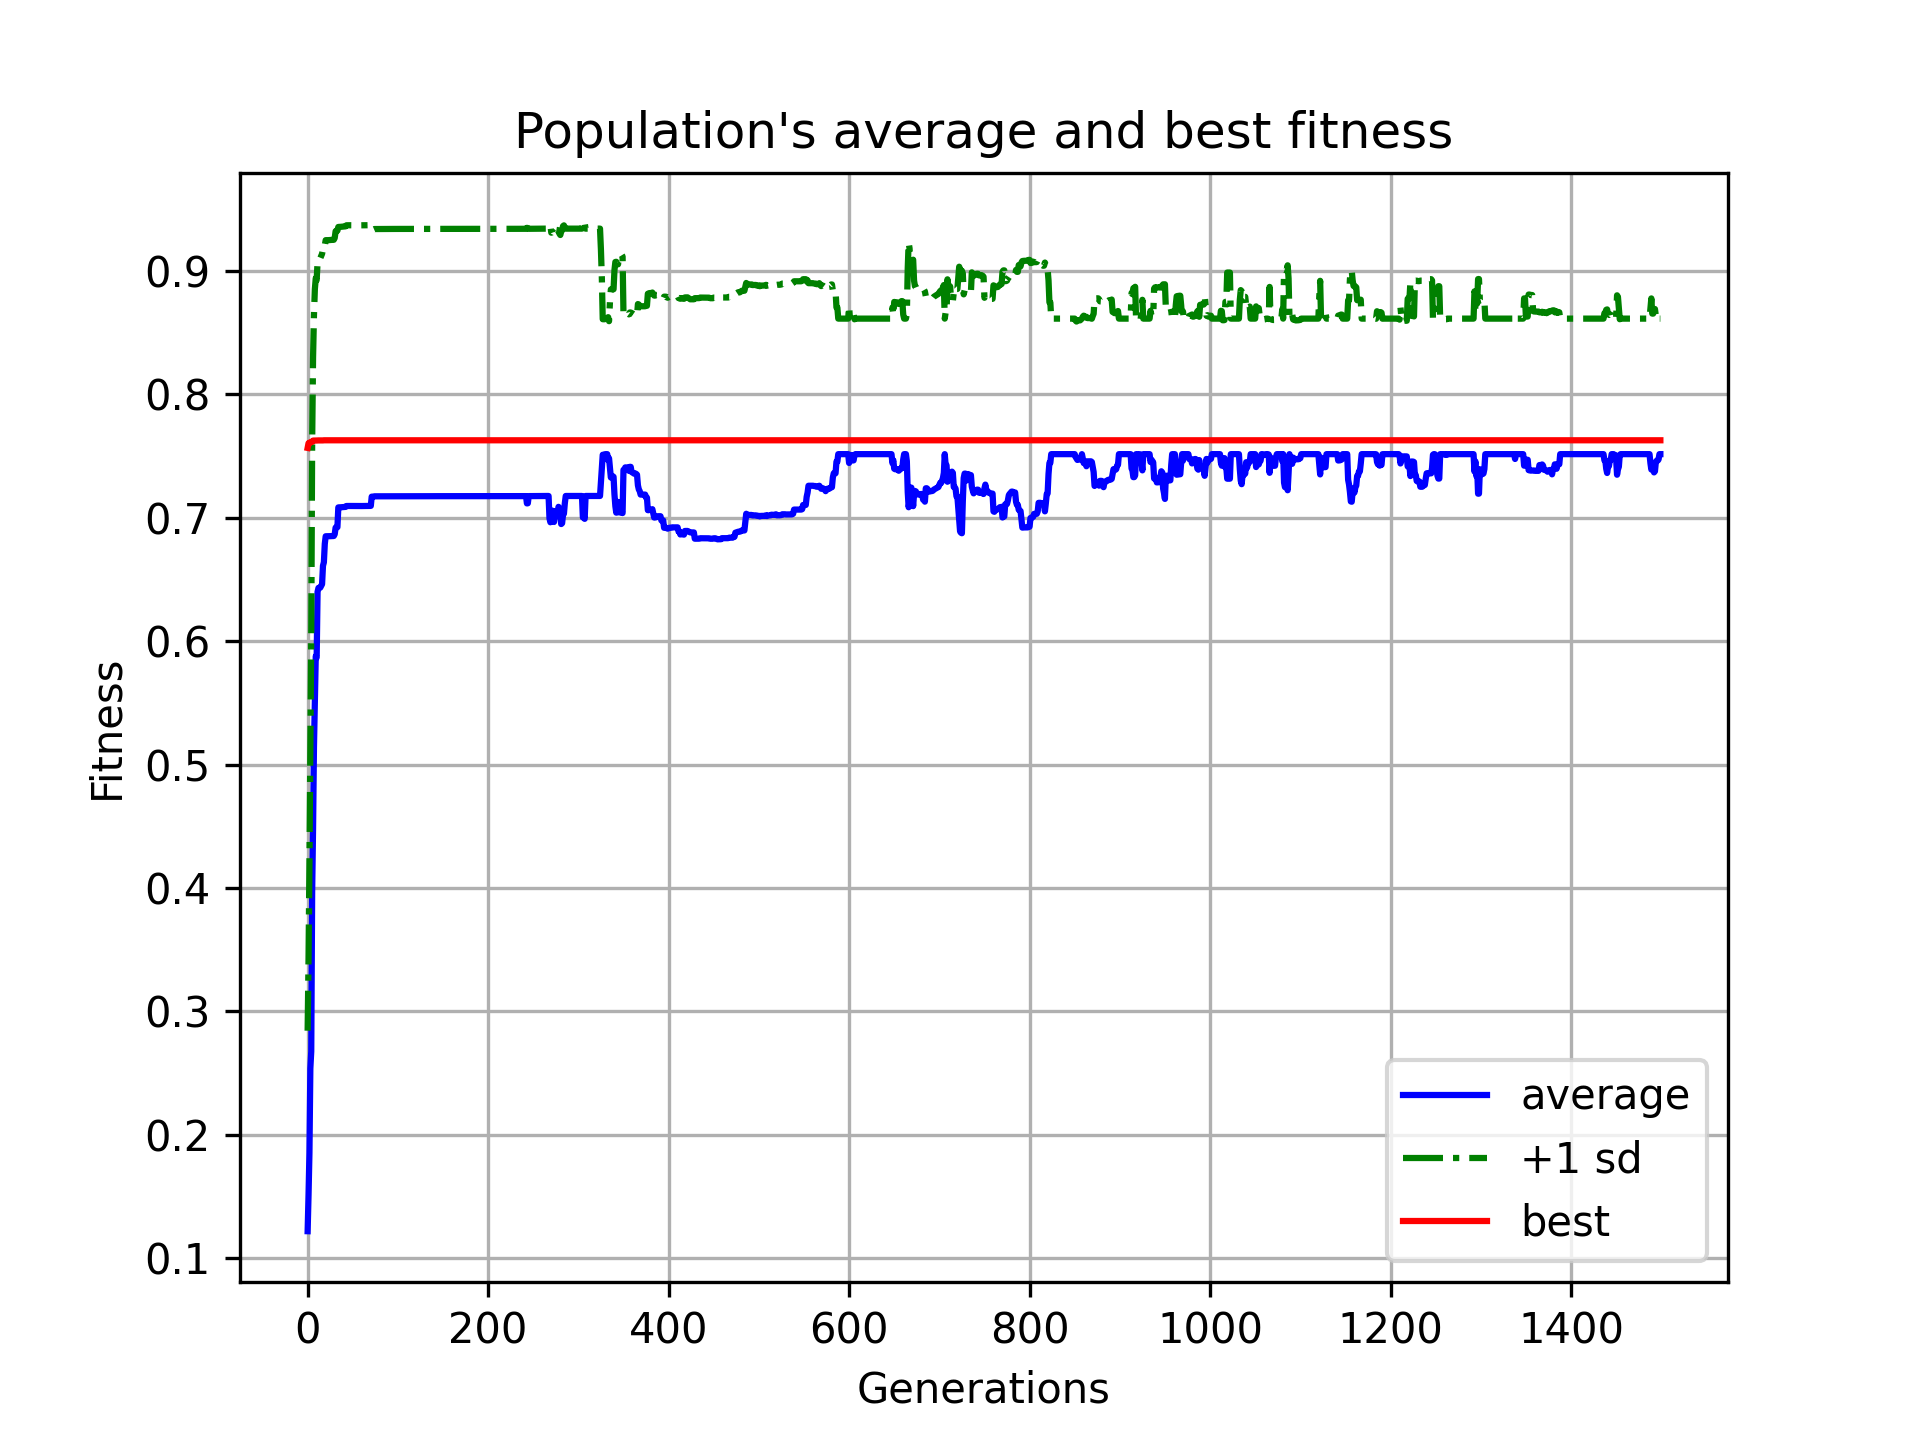 Population's average and best fitness
Fitness
0.9
0.8
0.7
0.6
0.5
0.4
0.3
0.2
0.1
average
+1 sd
best
0 200 400 600 800 1000 1200 1400
Generations